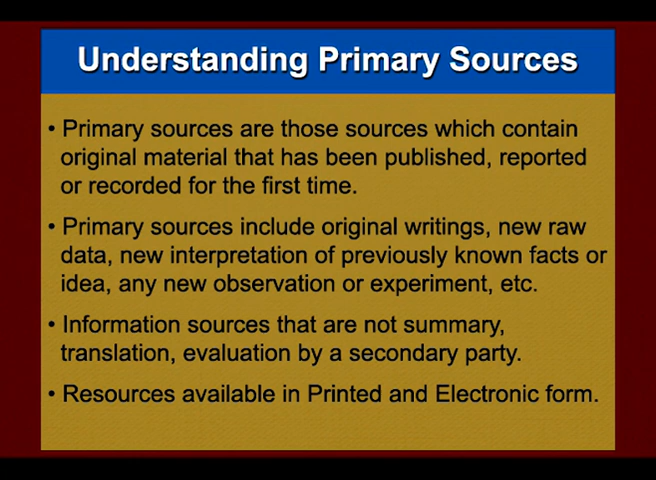 Understanding Primary Sources
• Primary sources are those sources which contain
original material that has been published, reported
or recorded for the first time.
• Primary sources include original writings, new raw
data, new interpretation of previously known facts or
idea, any new observation or experiment, etc.
• Information sources that are not summary,
translation, evaluation by a secondary party.
• Resources available in Printed and Electronic form.